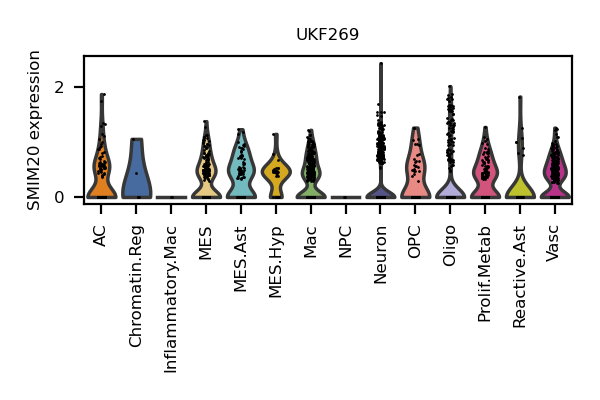 UKF269
SMIM20 expression
2
0
AC
Chromatin.Reg
Inflammatory.Mac
MES
MES.Ast
MES.Hyp
Mac
NPC
Neuron
OPC
Oligo
Prolif.Metab
Reactive.Ast
Vasc